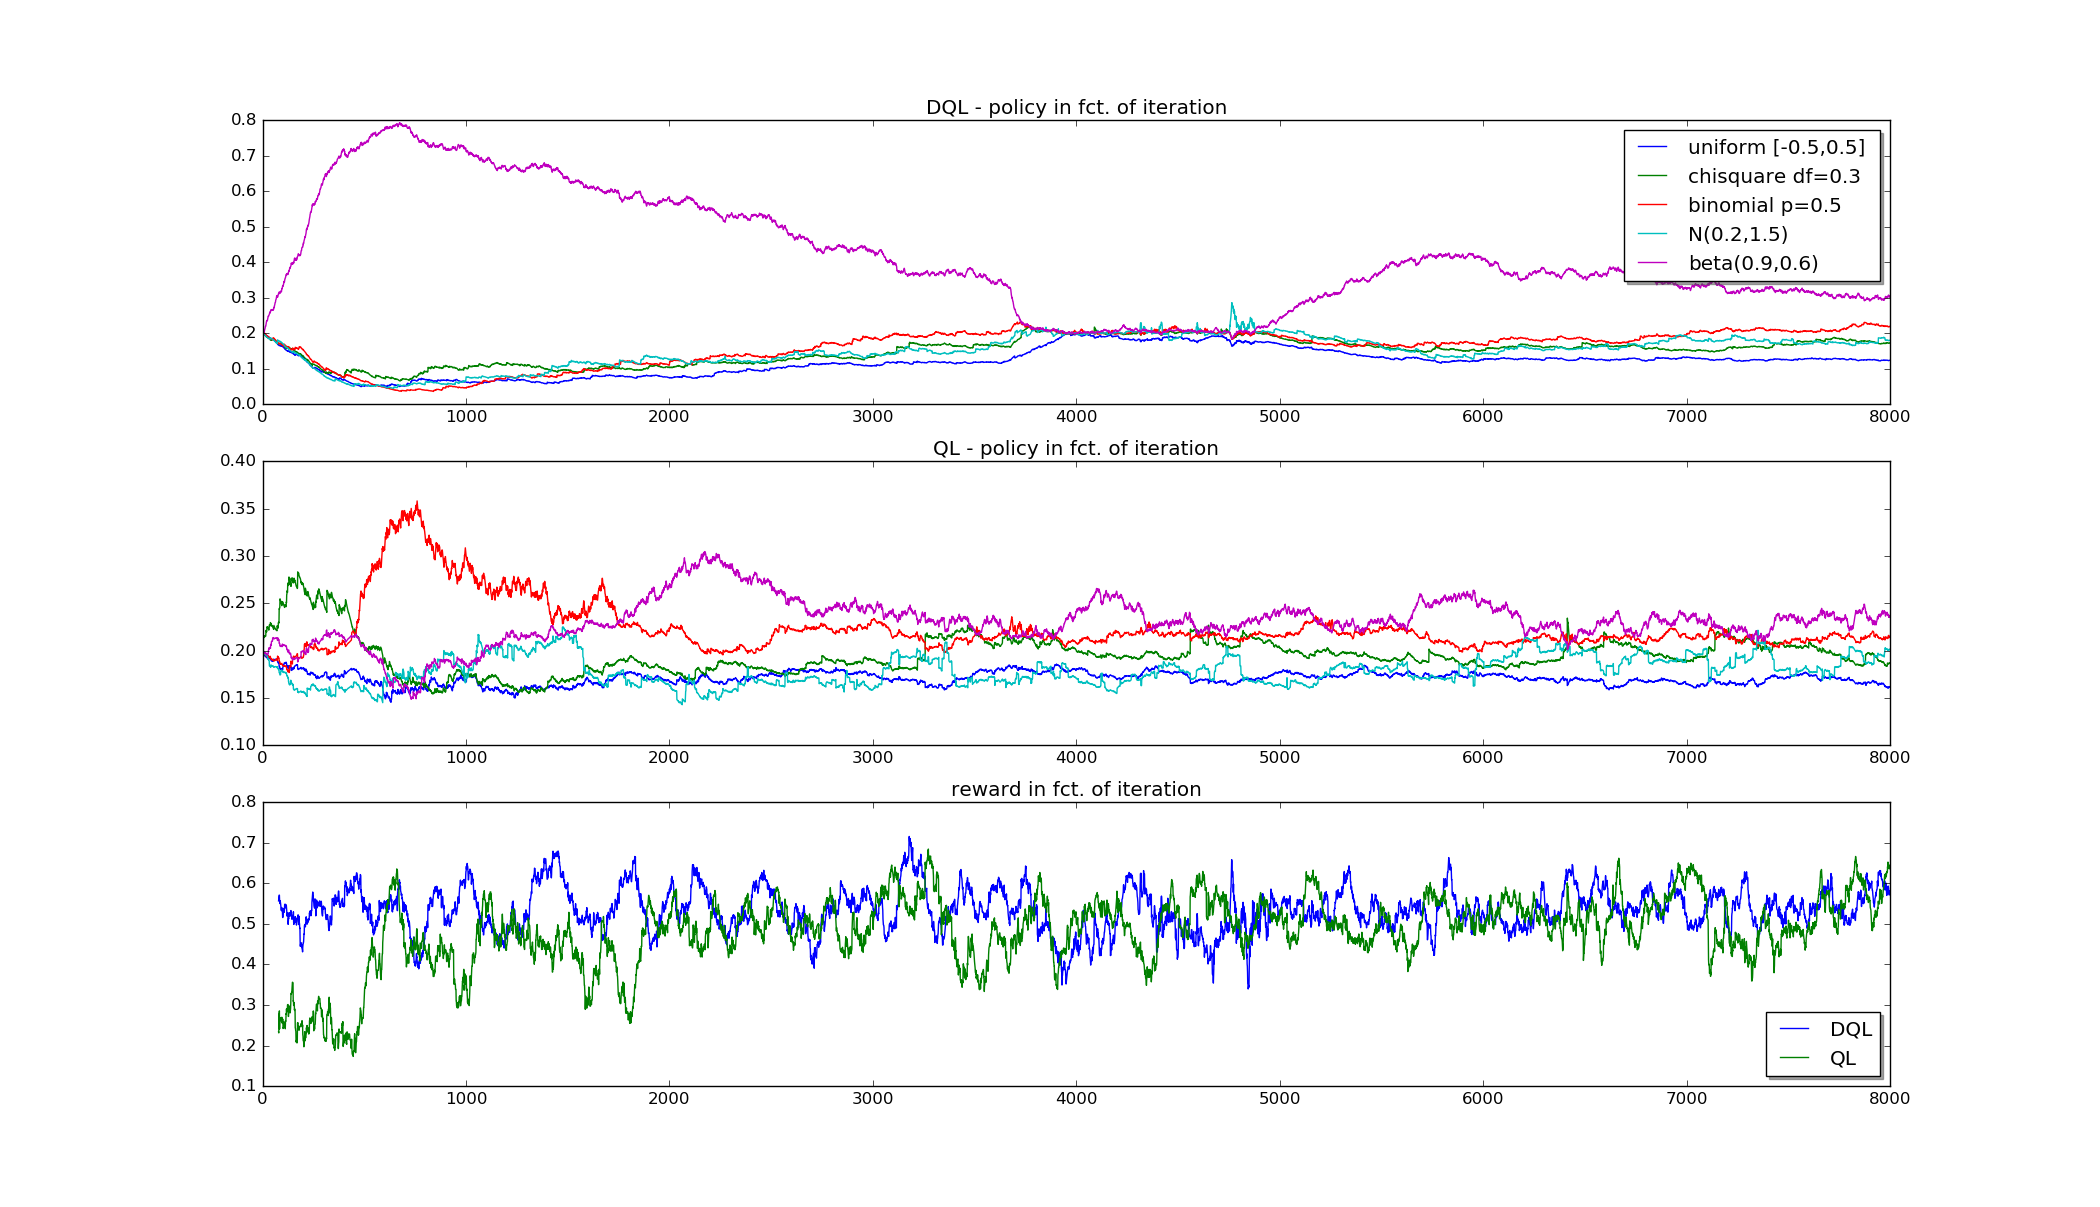 DQL - policy in fct. of iteration
0.8
0.7
0.6
0.5
0.4
0.3
0.2
0.1
0.0
uniform [-0.5,0.5]
chisquare df=0.3
binomial p=0.5
N(0.2,1.5)
beta(0.9,0.6)
0 1000 2000 3000 4000 5000 6000 7000 8000
QL - policy in fct. of iteration
0.40
0.35
0.30
0.25
0.20
0.15
0.10
0 1000 2000 3000 4000 5000 6000 7000 8000
reward in fct. of iteration
0.8
0.7
0.6
0.5
0.4
0.3
0.2
0.1
DQL
QL
0 1000 2000 3000 4000 5000 6000 7000 8000